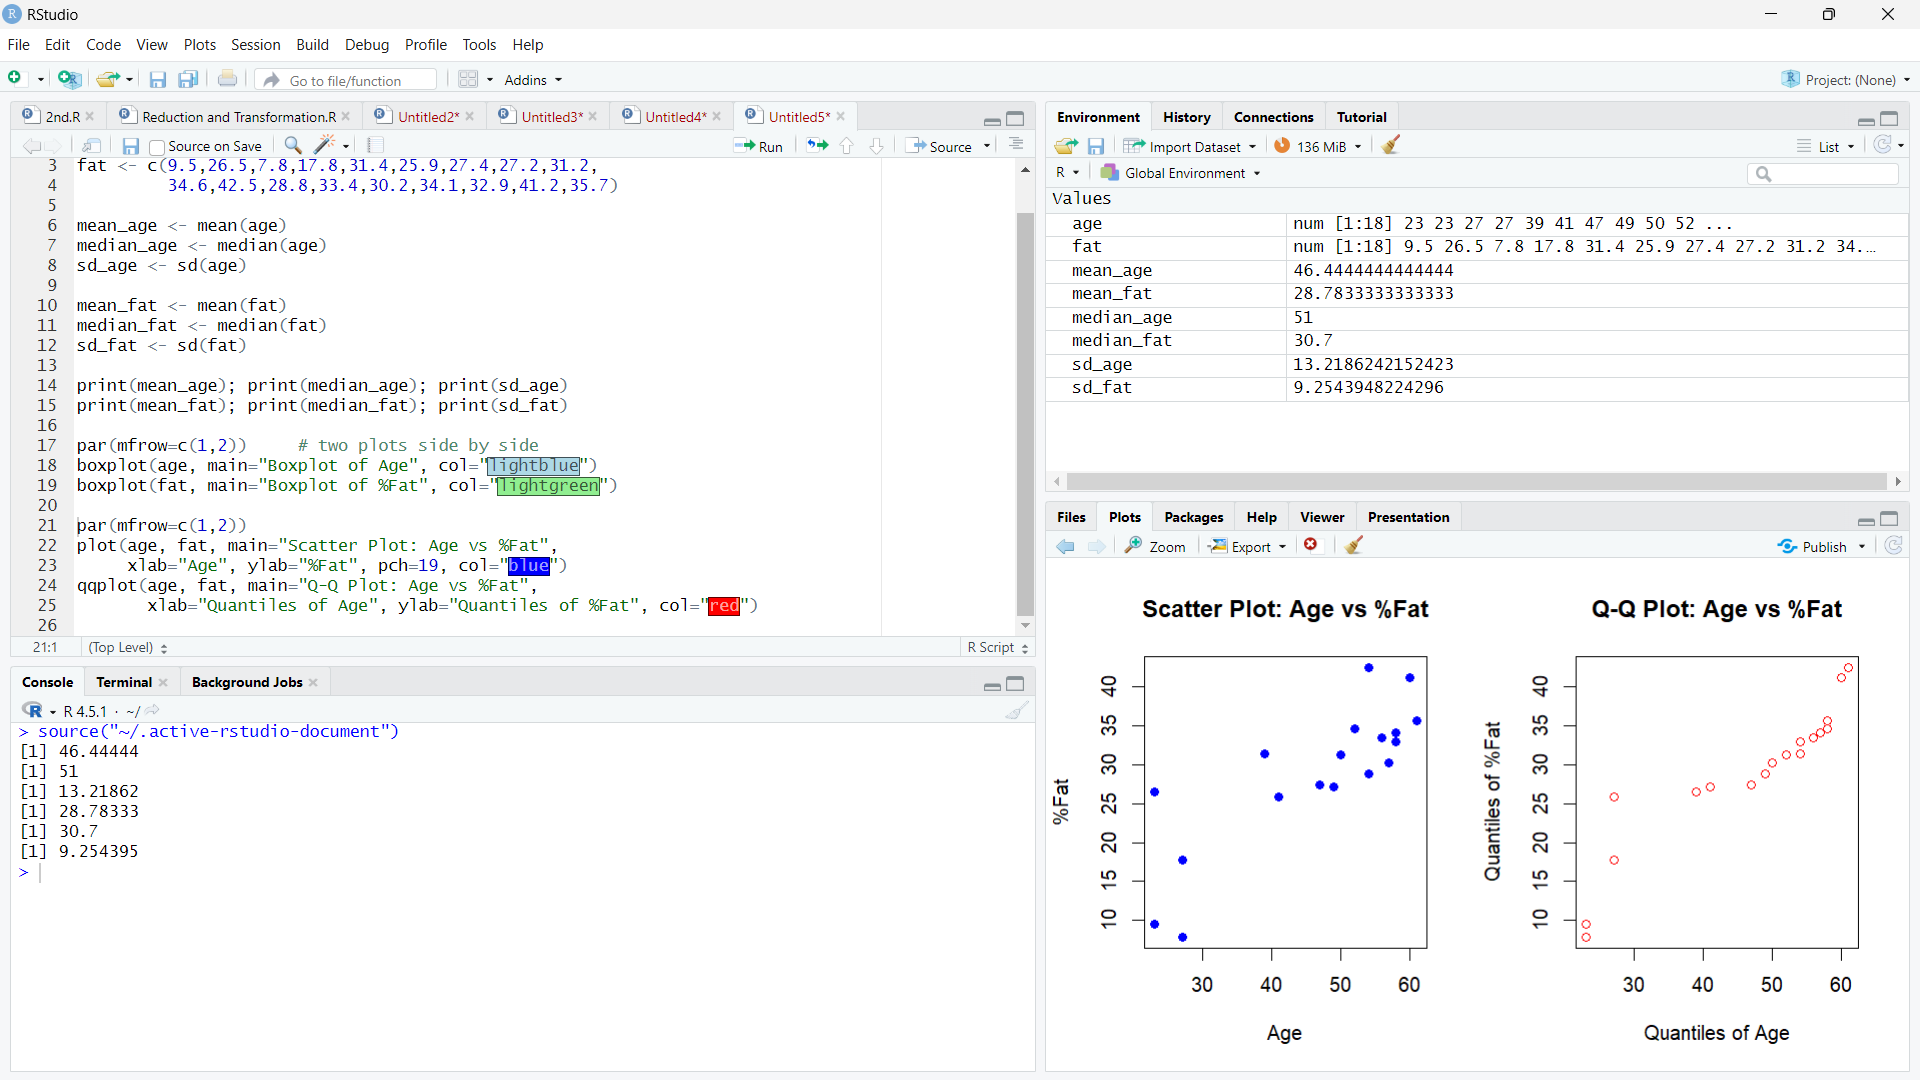 RStudio
File Edit Code View Plots Session Build Debug Profile Tools Help
Go to file/function Addins Project: (None)
2nd.R Reduction and Transformation.R Untitled2* Untitled3* Untitled4* Untitled5*
Source on Save Run Source
3 fat <- c(9.5,26.5,7.8,17.8,31.4,25.9,27.4,27.2,31.2,
4 34.6,42.5,28.8,33.4,30.2,34.1,32.9,41.2,35.7)
5
6 mean_age <- mean(age)
7 median_age <- median(age)
8 sd_age <- sd(age)
9
10 mean_fat <- mean(fat)
11 median_fat <- median(fat)
12 sd_fat <- sd(fat)
13
14 print(mean_age); print(median_age); print(sd_age)
15 print(mean_fat); print(median_fat); print(sd_fat)
16
17 par(mfrow=c(1,2)) # two plots side by side
18 boxplot(age, main="Boxplot of Age", col="lightblue")
19 boxplot(fat, main="Boxplot of %Fat", col="lightgreen")
20
21 par(mfrow=c(1,2))
22 plot(age, fat, main="Scatter Plot: Age vs %Fat",
23 xlab="Age", ylab="%Fat", pch=19, col="blue")
24 qqplot(age, fat, main="Q-Q Plot: Age vs %Fat",
25 xlab="Quantiles of Age", ylab="Quantiles of %Fat", col="red")
26
21:1 (Top Level) R Script
Console Terminal Background Jobs
R 4.5.1 · ~/
> source("~/.active-rstudio-document")
[1] 46.44444
[1] 51
[1] 13.21862
[1] 28.78333
[1] 30.7
[1] 9.254395
>
Environment History Connections Tutorial
Import Dataset 136 MiB List
R Global Environment
Values
age num [1:18] 23 23 27 27 39 41 47 49 50 52 ...
fat num [1:18] 9.5 26.5 7.8 17.8 31.4 25.9 27.4 27.2 31.2 34....
mean_age 46.4444444444444
mean_fat 28.7833333333333
median_age 51
median_fat 30.7
sd_age 13.2186242152423
sd_fat 9.2543948224296
Files Plots Packages Help Viewer Presentation
Zoom Export Publish
Scatter Plot: Age vs %Fat
%Fat
40
35
30
25
20
15
10
30 40 50 60
Age
Q-Q Plot: Age vs %Fat
Quantiles of %Fat
40
35
30
25
20
15
10
30 40 50 60
Quantiles of Age